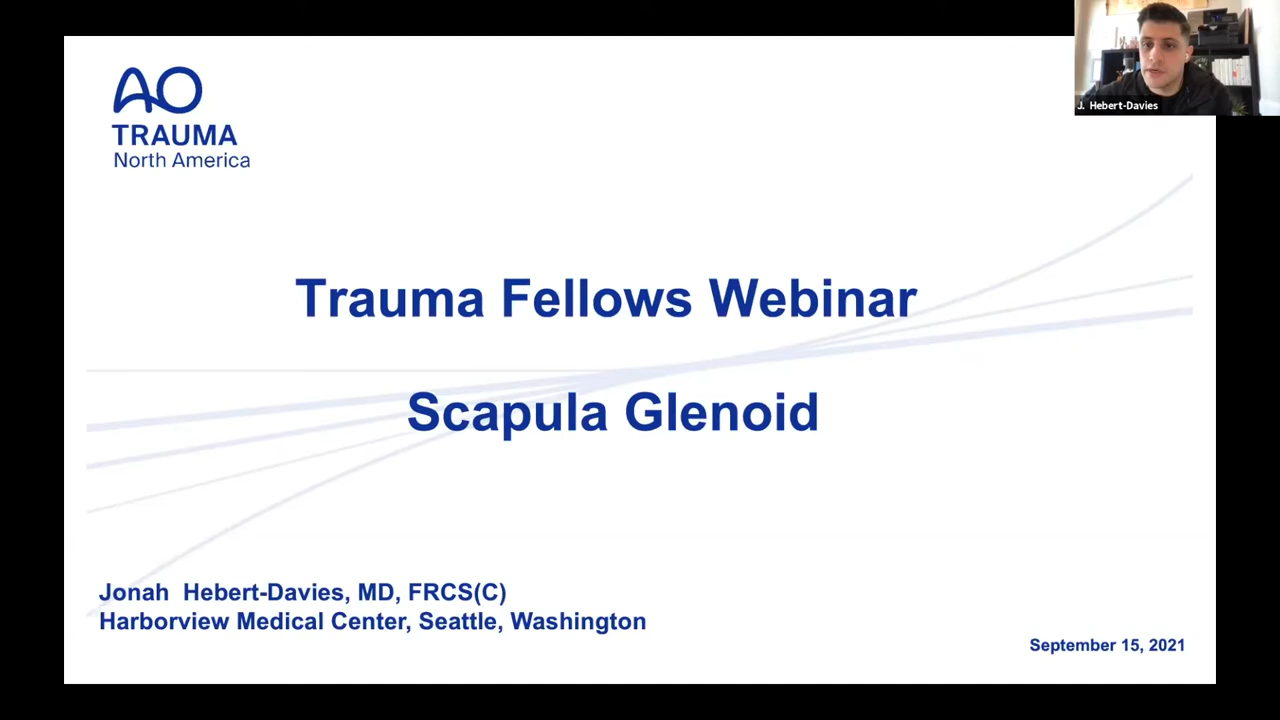 AO
TRAUMA
North America
J. Hebert-Davies
Trauma Fellows Webinar
Scapula Glenoid
Jonah Hebert-Davies, MD, FRCS(C)
Harborview Medical Center, Seattle, Washington
September 15, 2021